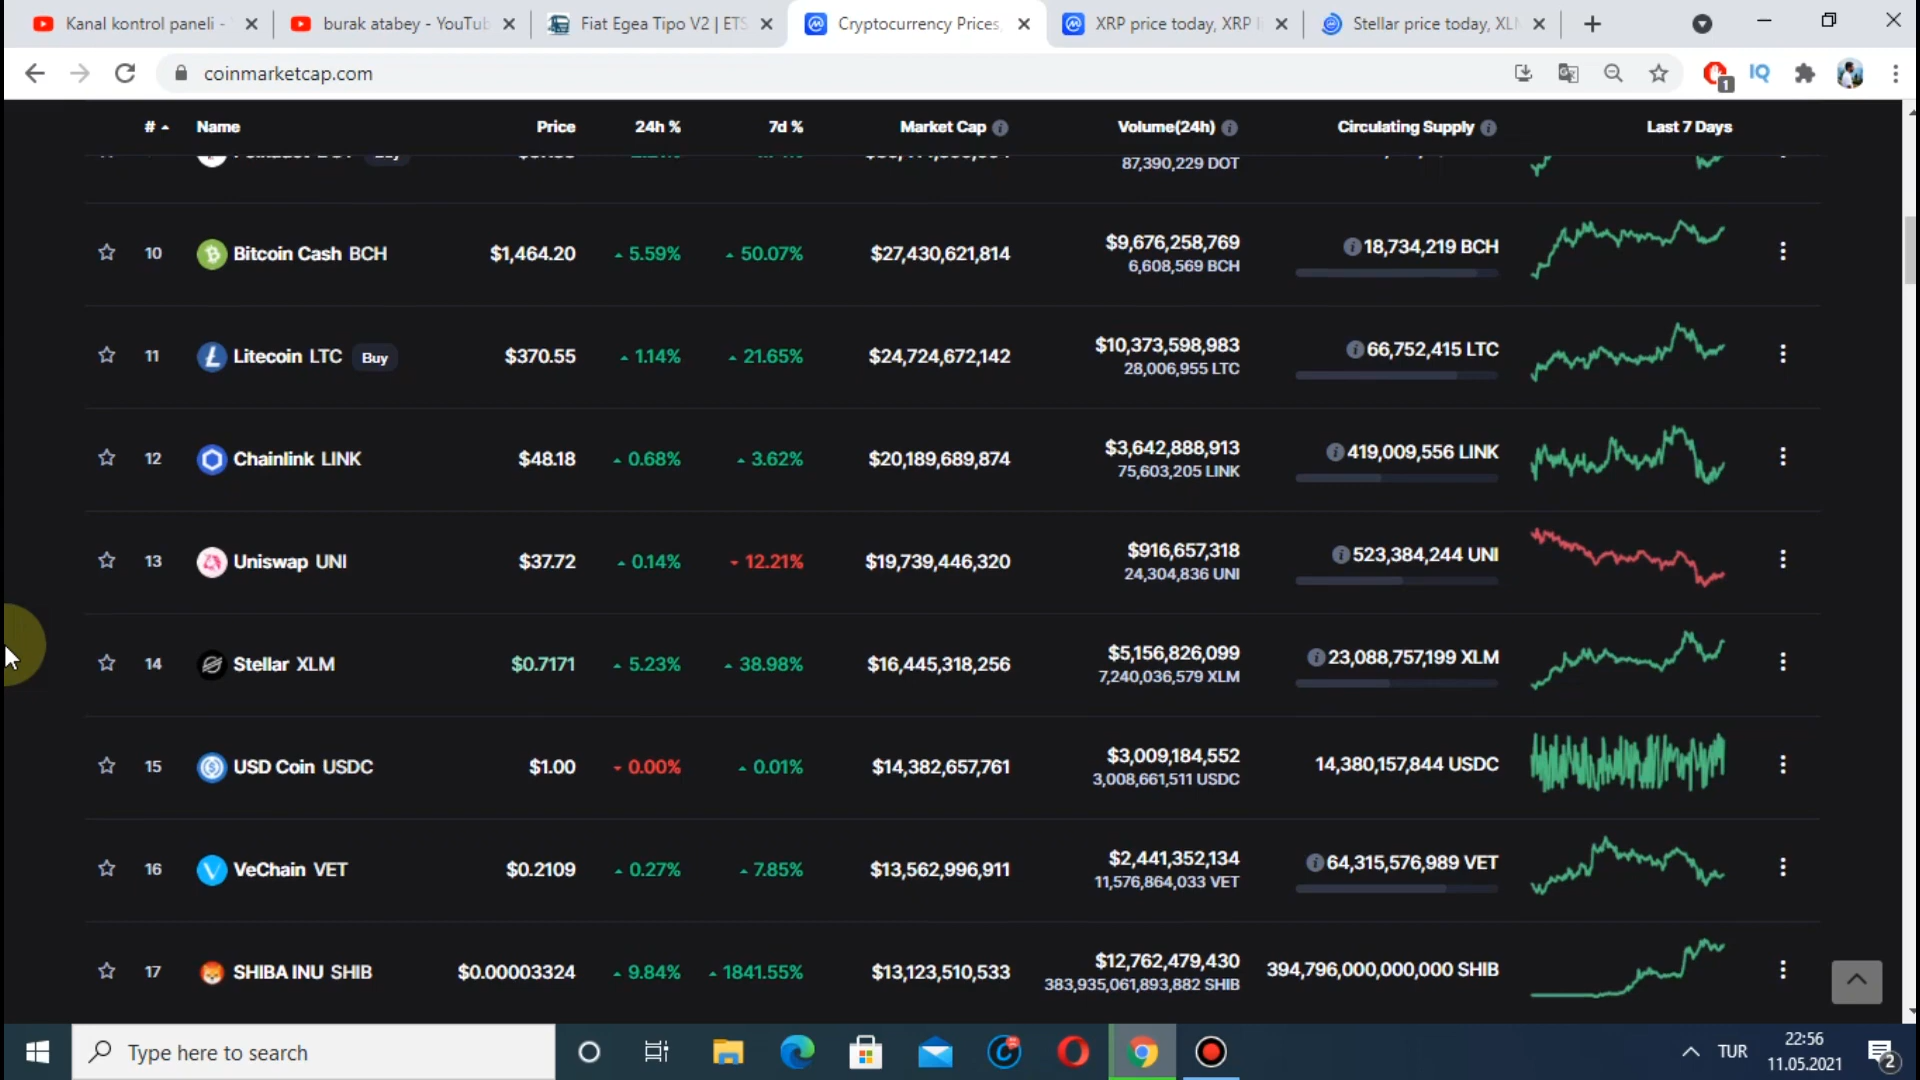 Kanal kontrol paneli -
burak atabey - YouTub
Fiat Egea Tipo V2 | ETS
Cryptocurrency Prices,
XRP price today, XRP
Stellar price today, XL
coinmarketcap.com
1
IQ
# Name Price 24h % 7d % Market Cap Volume(24h) Circulating Supply Last 7 Days
87,390,229 DOT
10 Bitcoin Cash BCH $1,464.20 5.59% 50.07% $27,430,621,814 $9,676,258,769 18,734,219 BCH
6,608,569 BCH
11 Litecoin LTC Buy $370.55 1.14% 21.65% $24,724,672,142 $10,373,598,983 66,752,415 LTC
28,006,955 LTC
12 Chainlink LINK $48.18 0.68% 3.62% $20,189,689,874 $3,642,888,913 419,009,556 LINK
75,603,205 LINK
13 Uniswap UNI $37.72 0.14% 12.21% $19,739,446,320 $916,657,318 523,384,244 UNI
24,304,836 UNI
14 Stellar XLM $0.7171 5.23% 38.98% $16,445,318,256 $5,156,826,099 23,088,757,199 XLM
7,240,036,579 XLM
15 USD Coin USDC $1.00 0.00% 0.01% $14,382,657,761 $3,009,184,552 14,380,157,844 USDC
3,008,661,511 USDC
16 VeChain VET $0.2109 0.27% 7.85% $13,562,996,911 $2,441,352,134 64,315,576,989 VET
11,576,864,033 VET
17 SHIBA INU SHIB $0.00003324 9.84% 1841.55% $13,123,510,533 $12,762,479,430 394,796,000,000,000 SHIB
383,935,061,893,882 SHIB
Type here to search
TUR
22:56
11.05.2021
2